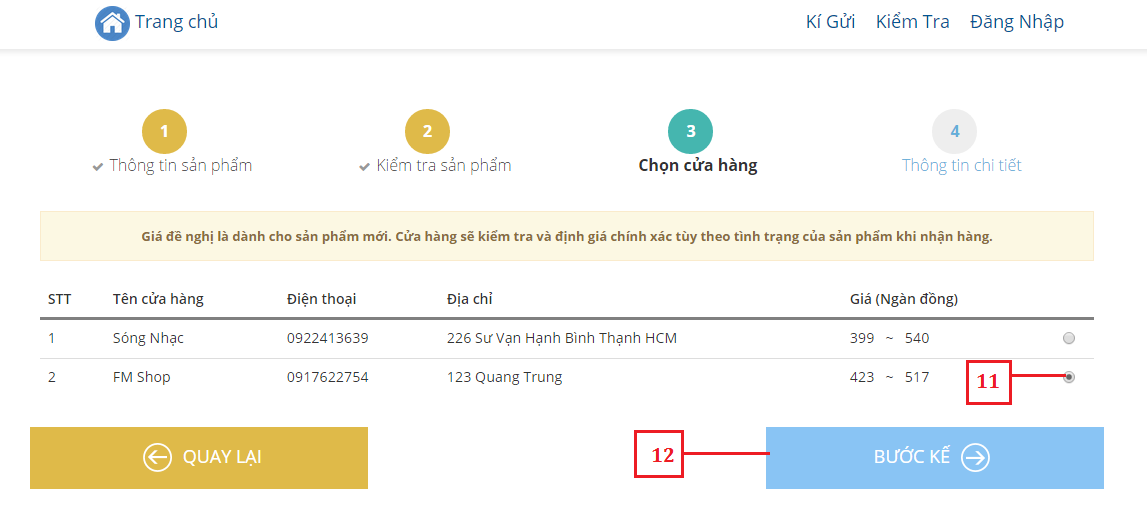 Trang chủ Kí Gửi Kiểm Tra Đăng Nhập
1 2 3 4
Thông tin sản phẩm Kiểm tra sản phẩm Chọn cửa hàng Thông tin chi tiết
Giá đề nghị là dành cho sản phẩm mới. Cửa hàng sẽ kiểm tra và định giá chính xác tùy theo tình trạng của sản phẩm khi nhận hàng.
STT Tên cửa hàng Điện thoại Địa chỉ Giá (Ngàn đồng)
1 Sóng Nhạc 0922413639 226 Sư Vạn Hạnh Bình Thạnh HCM 399 ~ 540
2 FM Shop 0917622754 123 Quang Trung 423 ~ 517 11
QUAY LẠI 12 BƯỚC KẾ